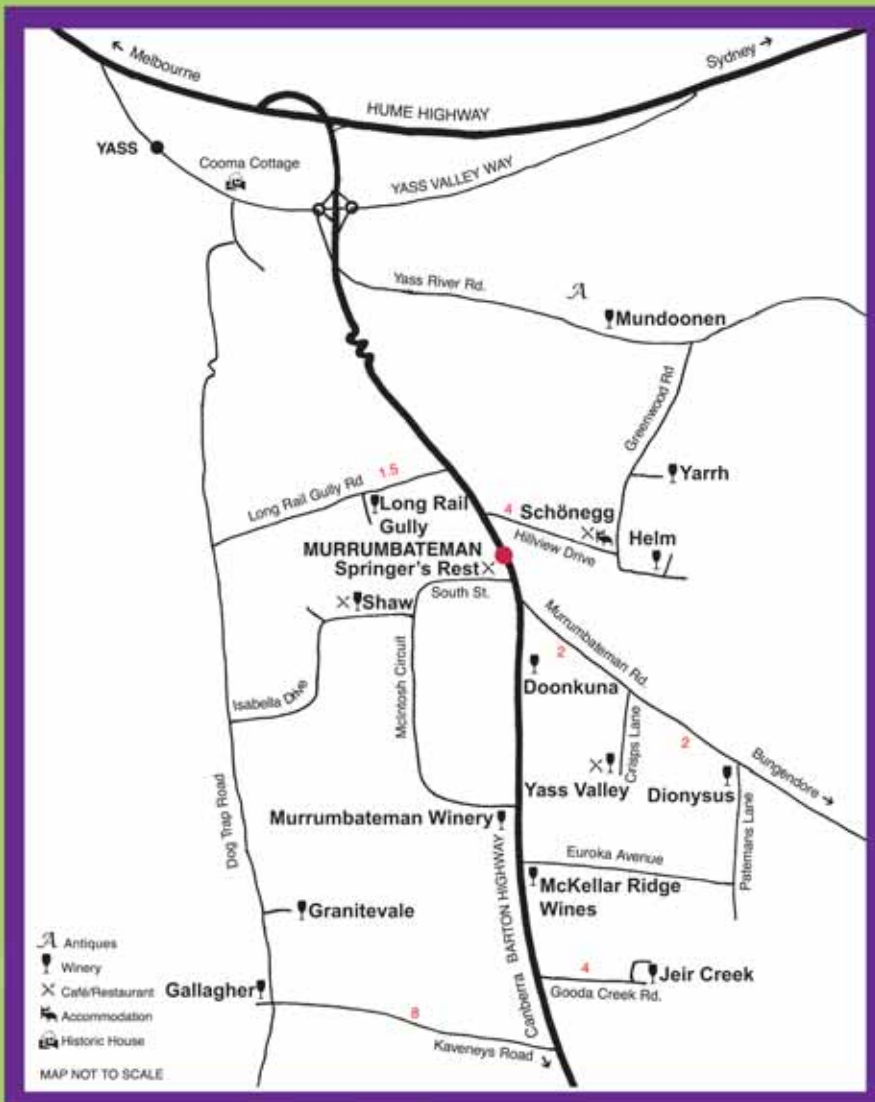 Melbourne
Sydney
HUME HIGHWAY
YASS
Cooma Cottage
YASS VALLEY WAY
Yass River Rd.
A
Mundoonen
Greenwood Rd
Yarrh
1.5
Long Rail Gully Rd
Long Rail
Gully
4
Schönegg
Hillview Drive
Helm
MURRUMBATEMAN
Springer's Rest
South St.
Shaw
Murrumbateman Rd.
2
Doonkuna
McIntosh Circuit
Isabella Drive
Crisps Lane
2
Bungendore
Yass Valley
Dionysus
Patemans Lane
Dog Trap Road
Murrumbateman Winery
Euroka Avenue
BARTON HIGHWAY
McKellar Ridge
Wines
Granitevale
4
Jeir Creek
Gooda Creek Rd.
Canberra
Gallagher
8
Kaveneys Road
A Antiques
Winery
Café/Restaurant
Accommodation
Historic House
MAP NOT TO SCALE